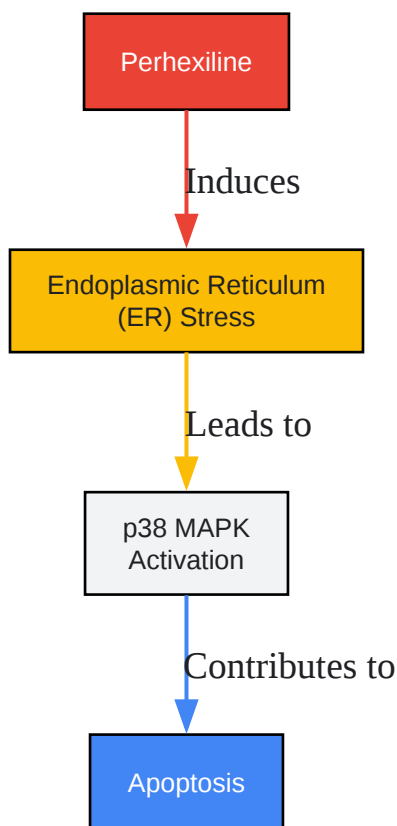 Perhexiline
Induces
Endoplasmic Reticulum
(ER) Stress
Leads to
p38 MAPK
Activation
Contributes to
Apoptosis